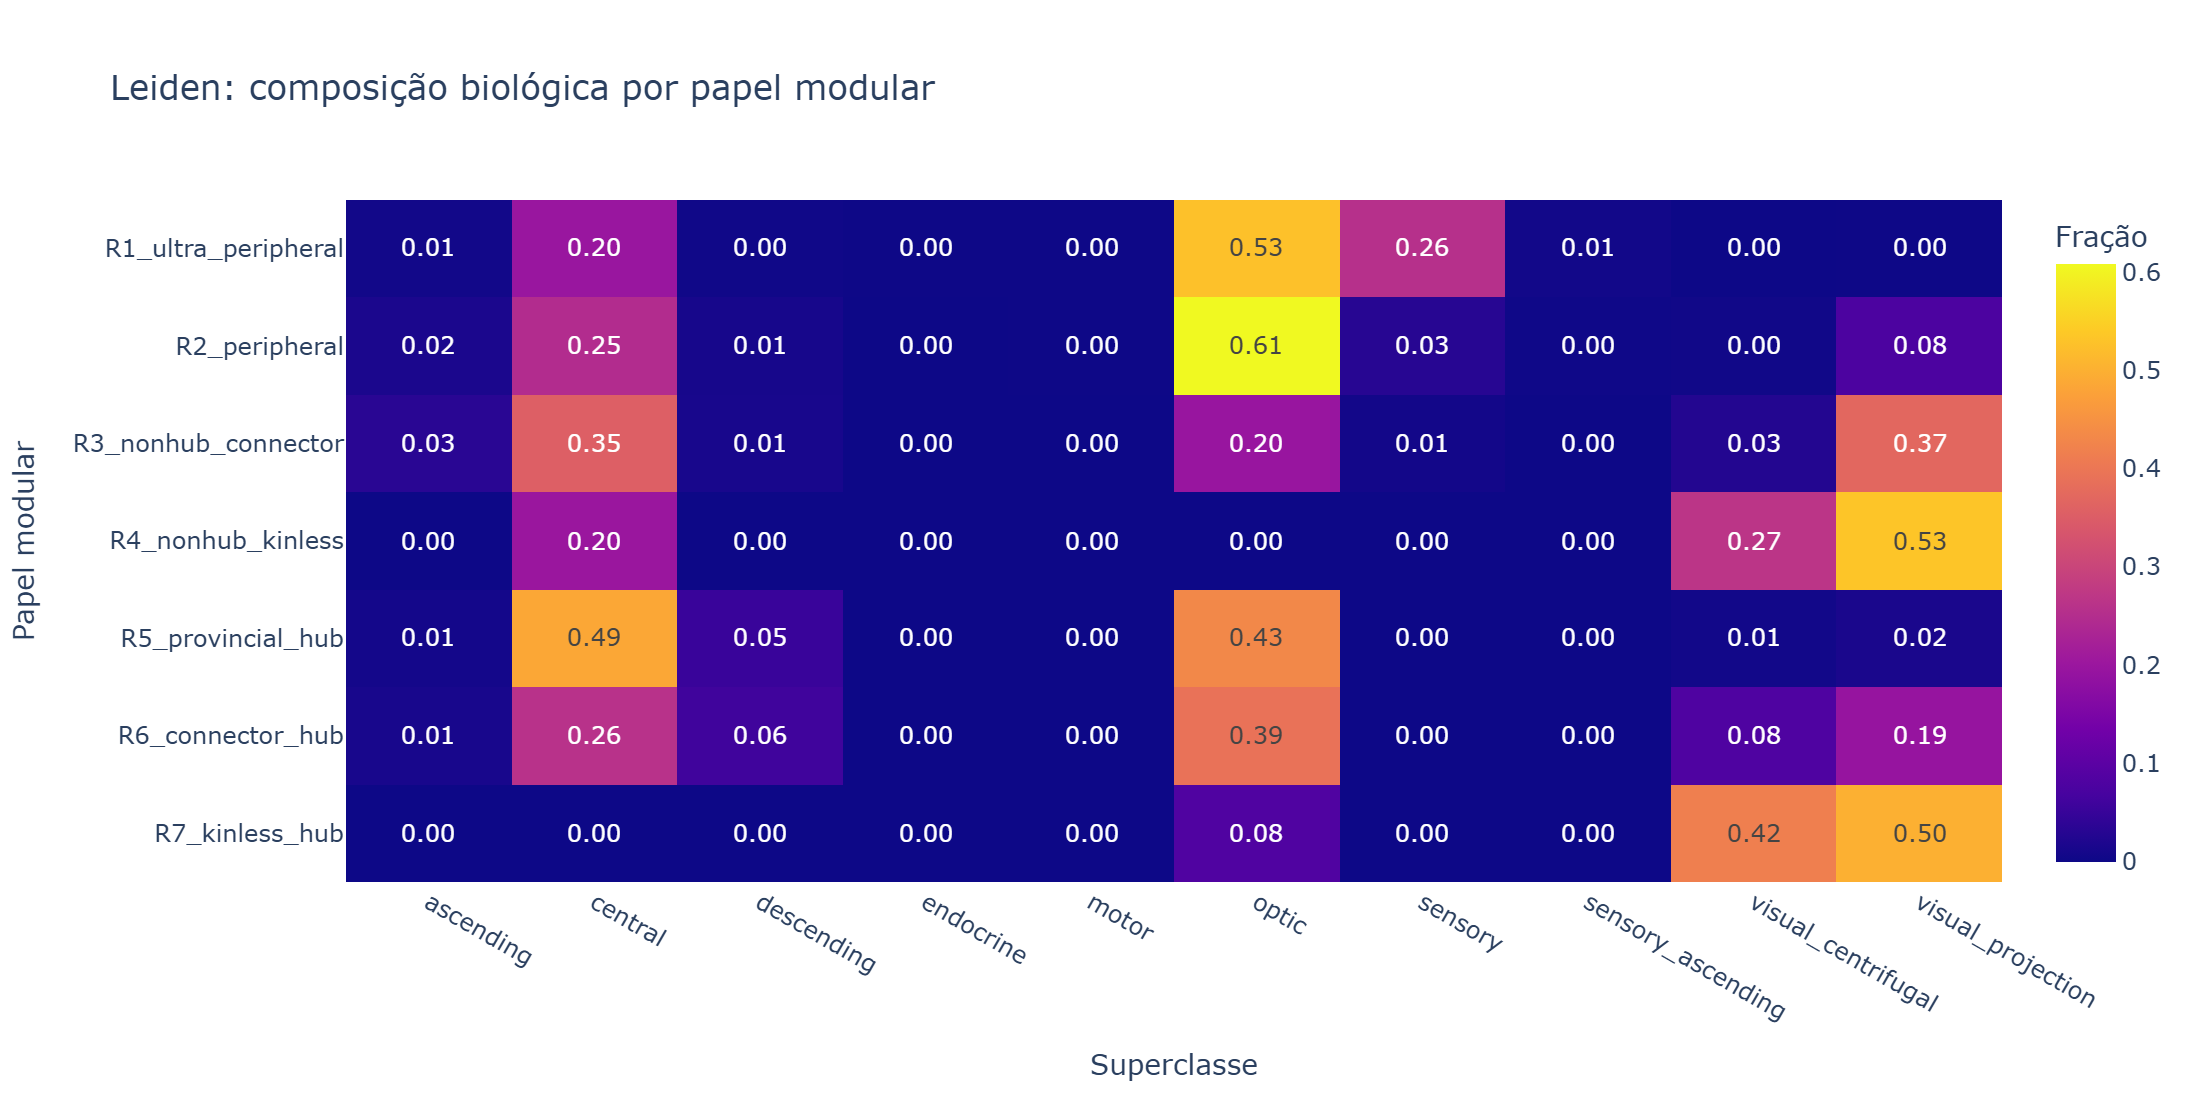 Leiden: composição biológica por papel modular
Papel modular
R1_ultra_peripheral 0.01 0.20 0.00 0.00 0.00 0.53 0.26 0.01 0.00 0.00
R2_peripheral 0.02 0.25 0.01 0.00 0.00 0.61 0.03 0.00 0.00 0.08
R3_nonhub_connector 0.03 0.35 0.01 0.00 0.00 0.20 0.01 0.00 0.03 0.37
R4_nonhub_kinless 0.00 0.20 0.00 0.00 0.00 0.00 0.00 0.00 0.27 0.53
R5_provincial_hub 0.01 0.49 0.05 0.00 0.00 0.43 0.00 0.00 0.01 0.02
R6_connector_hub 0.01 0.26 0.06 0.00 0.00 0.39 0.00 0.00 0.08 0.19
R7_kinless_hub 0.00 0.00 0.00 0.00 0.00 0.08 0.00 0.00 0.42 0.50
ascending central descending endocrine motor optic sensory sensory_ascending visual_centrifugal visual_projection
Superclasse
Fração
0.6
0.5
0.4
0.3
0.2
0.1
0